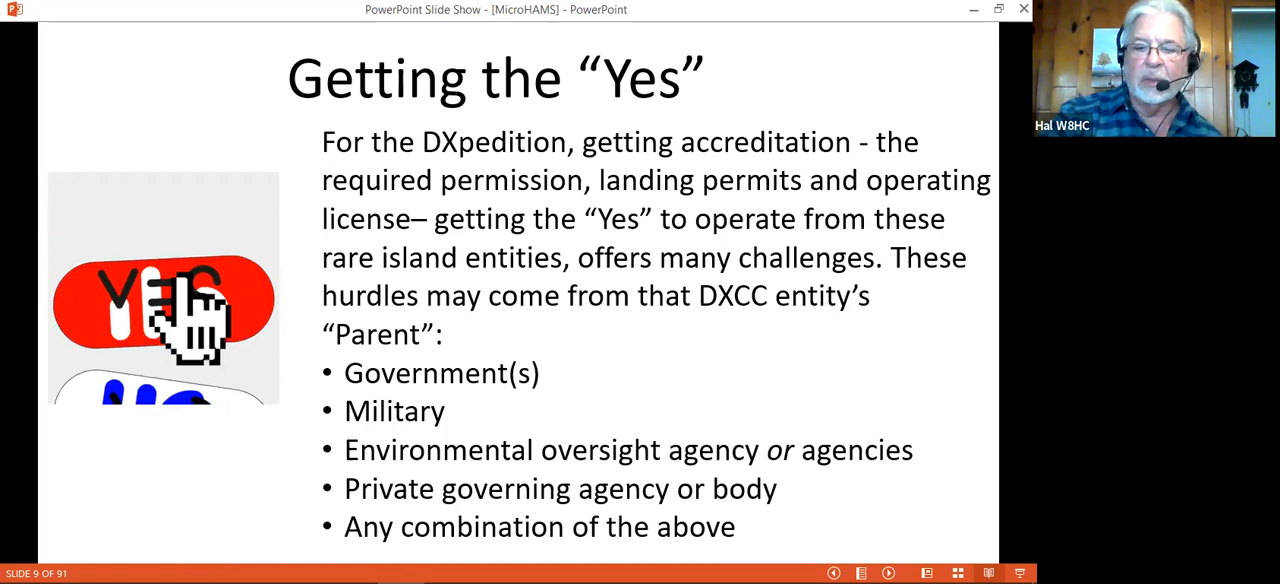 PowerPoint Slide Show - [MicroHAMS] - PowerPoint
Getting the “Yes”
For the DXpedition, getting accreditation - the
required permission, landing permits and operating
license– getting the “Yes” to operate from these
rare island entities, offers many challenges. These
hurdles may come from that DXCC entity’s
“Parent”:
• Government(s)
• Military
• Environmental oversight agency or agencies
• Private governing agency or body
• Any combination of the above
YES
Hal W8HC
SLIDE 9 OF 91